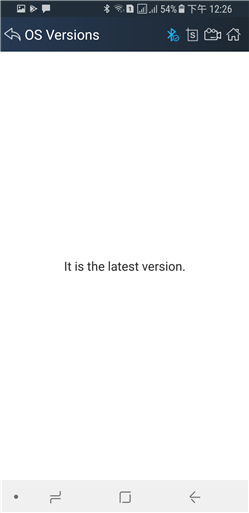 54% 下午 12:26
OS Versions
It is the latest version.